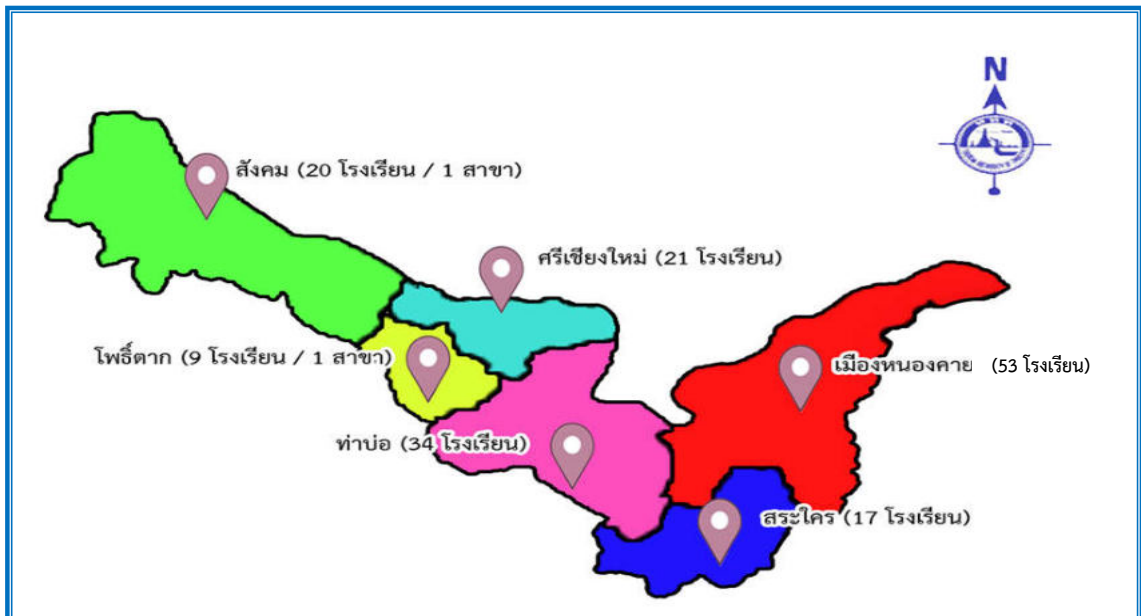 N
สังคม (20 โรงเรียน / 1 สาขา)
ศรีเชียงใหม่ (21 โรงเรียน)
โพธิ์ตาก (9 โรงเรียน / 1 สาขา)
เมืองหนองคาย (53 โรงเรียน)
ท่าบ่อ (34 โรงเรียน)
สระใคร (17 โรงเรียน)